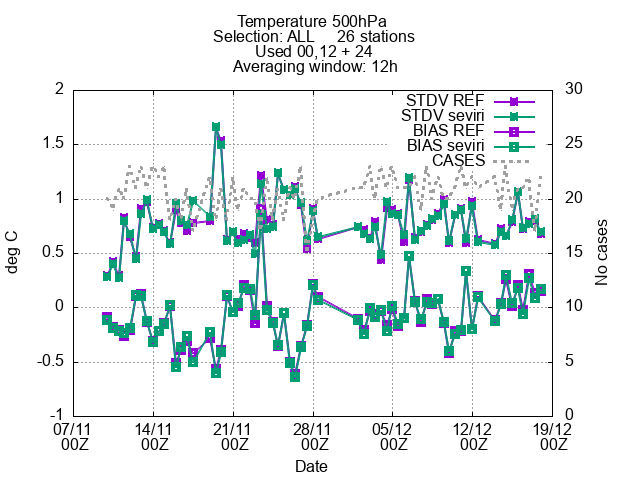 Temperature 500hPa
Selection: ALL 26 stations
Used 00,12 + 24
Averaging window: 12h
STDV REF
STDV seviri
BIAS REF
BIAS seviri
CASES
2
1.5
1
0.5
0
-0.5
-1
deg C
30
25
20
15
10
5
0
No cases
07/11 14/11 21/11 28/11 05/12 12/12 19/12
00Z 00Z 00Z 00Z 00Z 00Z 00Z
Date